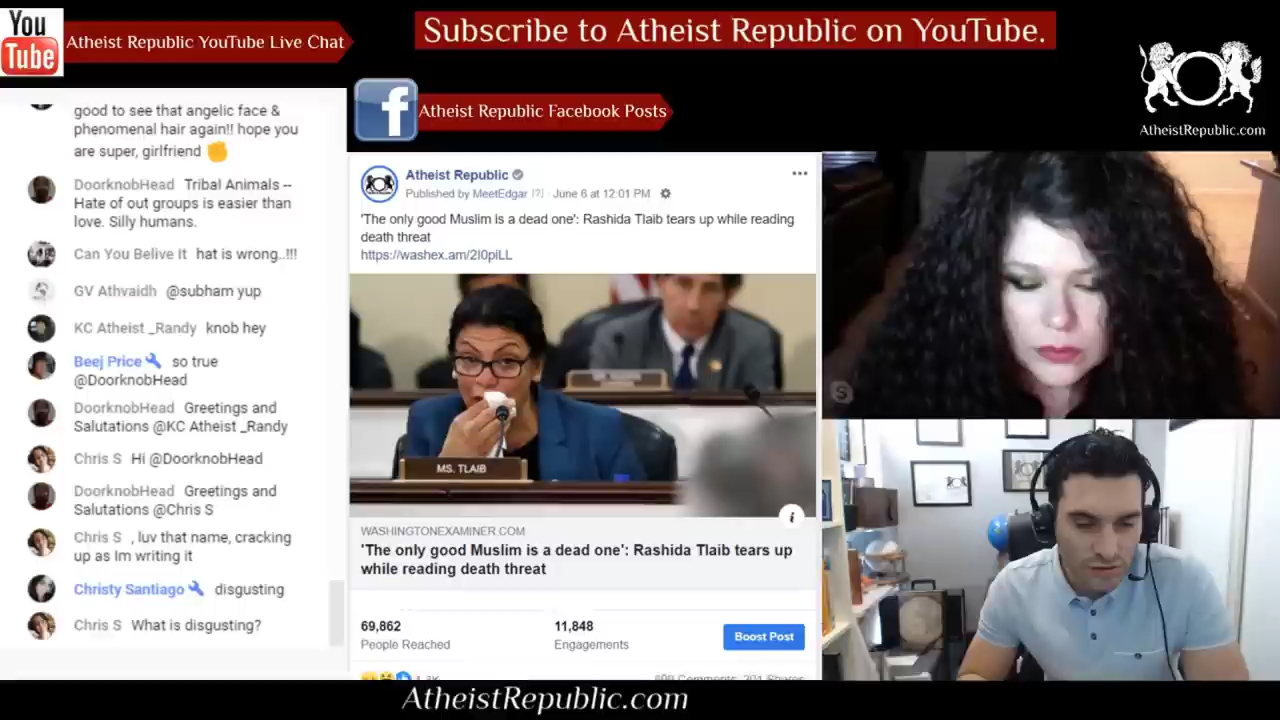 You
Tube
Atheist Republic YouTube Live Chat
Subscribe to Atheist Republic on YouTube.
AtheistRepublic.com
good to see that angelic face &
phenomenal hair again!! hope you
are super, girlfriend
DoorknobHead Tribal Animals --
Hate of out groups is easier than
love. Silly humans.
Can You Belive It hat is wrong..!!!
GV Athvaidh @subham yup
KC Atheist _Randy knob hey
Beej Price so true
@DoorknobHead
DoorknobHead Greetings and
Salutations @KC Atheist _Randy
Chris S Hi @DoorknobHead
DoorknobHead Greetings and
Salutations @Chris S
Chris S , luv that name, cracking
up as Im writing it
Christy Santiago disgusting
Chris S What is disgusting?
f
Atheist Republic Facebook Posts
Atheist Republic
Published by MeetEdgar [?] · June 6 at 12:01 PM
'The only good Muslim is a dead one': Rashida Tlaib tears up while reading
death threat
https://washex.am/2I0plLL
MS. TLAIB
i
WASHINGTONEXAMINER.COM
'The only good Muslim is a dead one': Rashida Tlaib tears up
while reading death threat
69,862
People Reached
11,848
Engagements
Boost Post
AtheistRepublic.com